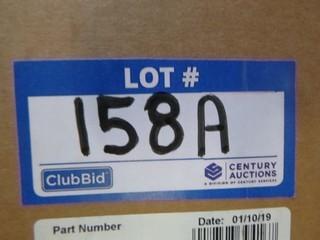 LOT #
158A
ClubBid
CENTURY
AUCTIONS
A DIVISION OF CENTURY SERVICES
Part Number
Date: 01/10/19